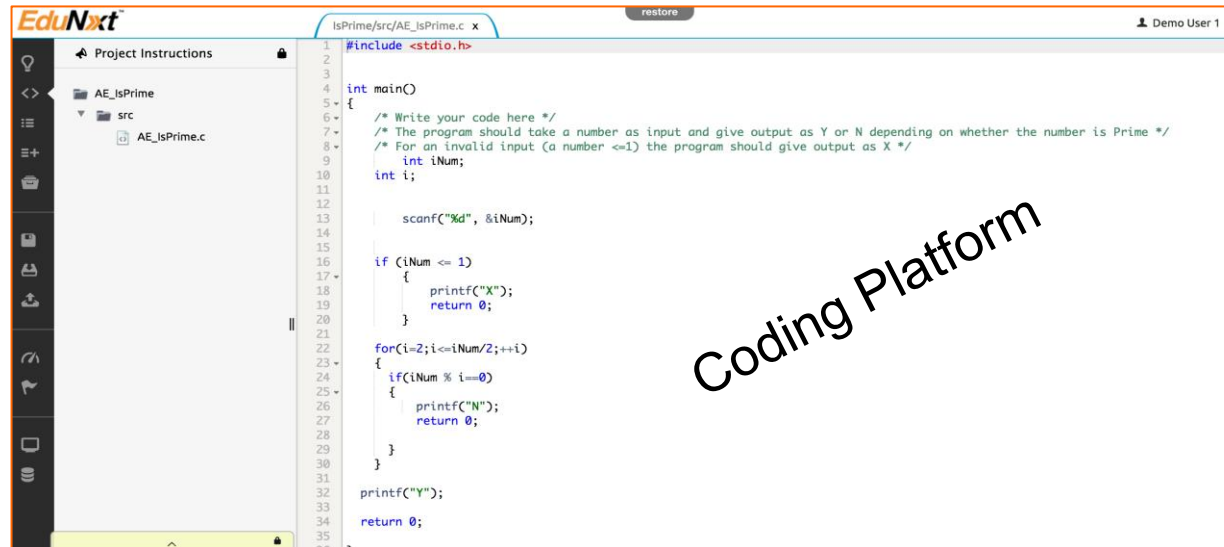 EduNxt™
IsPrime/src/AE_IsPrime.c x
restore
Demo User 1
Project Instructions
AE_IsPrime
src
AE_IsPrime.c
1 #include <stdio.h>
2
3
4 int main()
5 {
6 /* Write your code here */
7 /* The program should take a number as input and give output as Y or N depending on whether the number is Prime */
8 /* For an invalid input (a number <=1) the program should give output as X */
9 int iNum;
10 int i;
11
12
13 scanf("%d", &iNum);
14
15
16 if (iNum <= 1)
17 {
18 printf("X");
19 return 0;
20 }
21
22 for(i=2;i<=iNum/2;++i)
23 {
24 if(iNum % i==0)
25 {
26 printf("N");
27 return 0;
28
29 }
30 }
31
32 printf("Y");
33
34 return 0;
35
Coding Platform